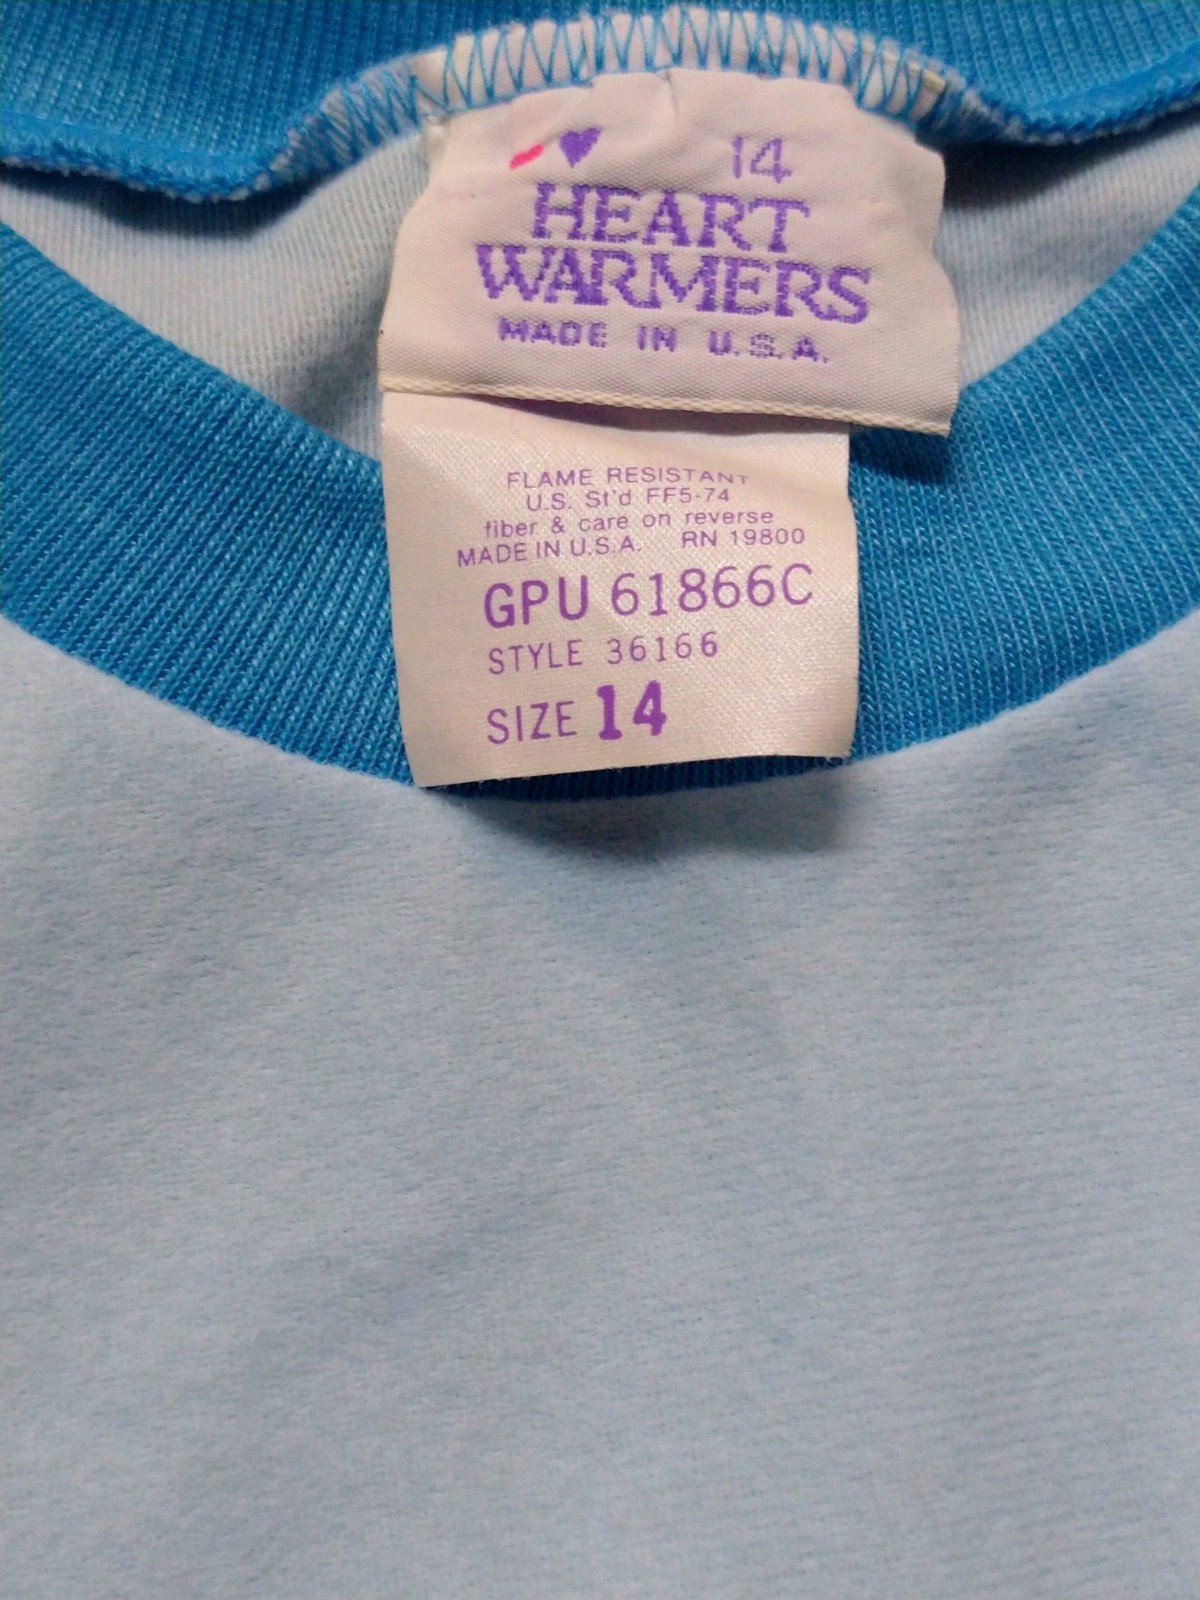 14
HEART
WARMERS
MADE IN U.S.A.
FLAME RESISTANT
U.S. St'd FF5-74
fiber & care on reverse
MADE IN U.S.A. RN 19800
GPU 61866C
STYLE 36166
SIZE 14